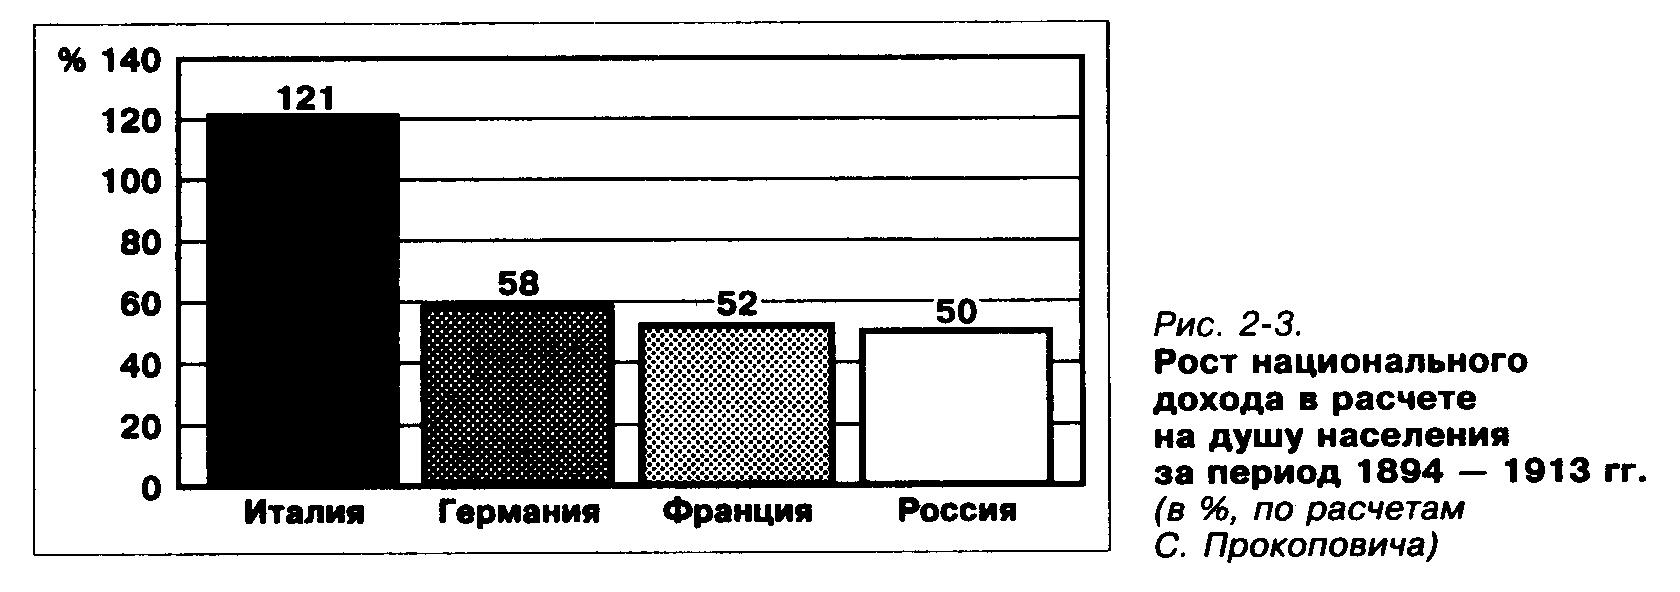 % 140
121
120
100
80
58
60
52
50
40
20
0
Италия Германия Франция Россия
Рис. 2-3.
Рост национального
дохода в расчете
на душу населения
за период 1894 — 1913 гг.
(в %, по расчетам
С. Прокоповича)